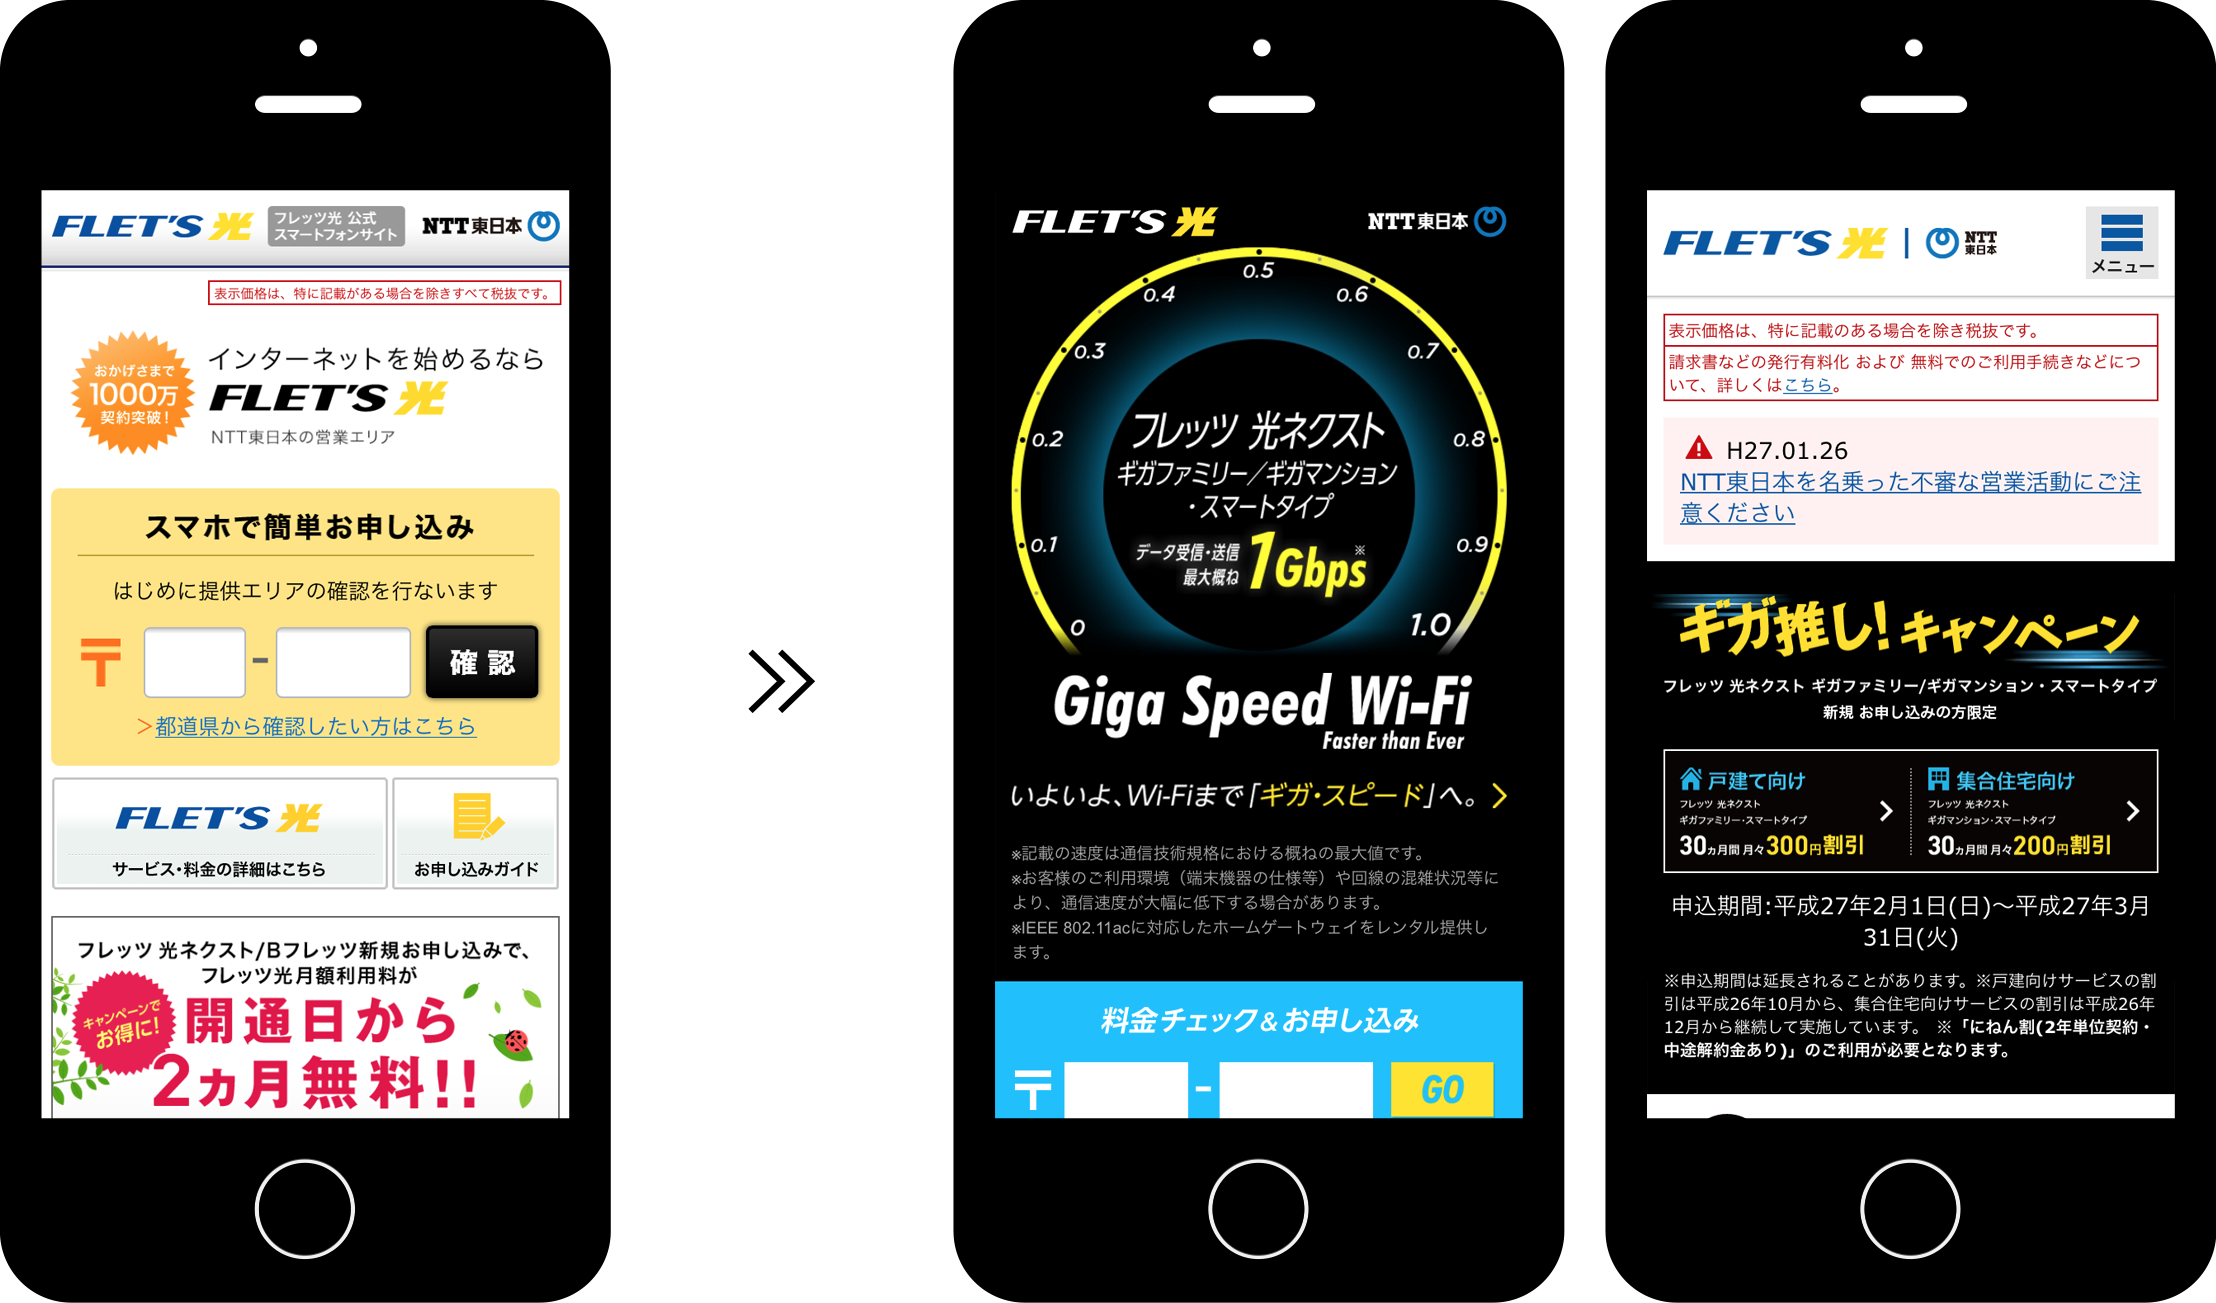 FLET'S 光
フレッツ光 公式
スマートフォンサイト
NTT東日本
表示価格は、特に記載がある場合を除きすべて税抜です。
おかげさまで
1000万
契約突破！
インターネットを始めるなら
FLET'S 光
NTT東日本の営業エリア
スマホで簡単お申し込み
はじめに提供エリアの確認を行ないます
〒 - 確認
＞都道府県から確認したい方はこちら
FLET'S 光
サービス・料金の詳細はこちら
お申し込みガイド
フレッツ 光ネクスト/Bフレッツ新規お申し込みで、
フレッツ光月額利用料が
キャンペーンで
お得に！
開通日から
2ヵ月無料!!
FLET'S 光
NTT東日本
0
0.1
0.2
0.3
0.4
0.5
0.6
0.7
0.8
0.9
1.0
フレッツ 光ネクスト
ギガファミリー／ギガマンション
・スマートタイプ
データ受信・送信
最大概ね
1Gbps※
Giga Speed Wi-Fi
Faster than Ever
いよいよ、Wi-Fiまで「ギガ・スピード」へ。
※記載の速度は通信技術規格における概ねの最大値です。
※お客様のご利用環境（端末機器の仕様等）や回線の混雑状況等に
より、通信速度が大幅に低下する場合があります。
※IEEE 802.11acに対応したホームゲートウェイをレンタル提供し
ます。
料金チェック＆お申し込み
〒 - GO
FLET'S 光
NTT
東日本
メニュー
表示価格は、特に記載のある場合を除き税抜です。
請求書などの発行有料化 および 無料でのご利用手続きなどにつ
いて、詳しくはこちら。
H27.01.26
NTT東日本を名乗った不審な営業活動にご注
意ください
ギガ推し！キャンペーン
フレッツ 光ネクスト ギガファミリー/ギガマンション・スマートタイプ
新規 お申し込みの方限定
戸建て向け
フレッツ 光ネクスト
ギガファミリー・スマートタイプ
30ヵ月間 月々300円割引
集合住宅向け
フレッツ 光ネクスト
ギガマンション・スマートタイプ
30ヵ月間 月々200円割引
申込期間:平成27年2月1日(日)～平成27年3月
31日(火)
※申込期間は延長されることがあります。※戸建向けサービスの割
引は平成26年10月から、集合住宅向けサービスの割引は平成26年
12月から継続して実施しています。 ※「にねん割(2年単位契約・
中途解約金あり)」のご利用が必要となります。